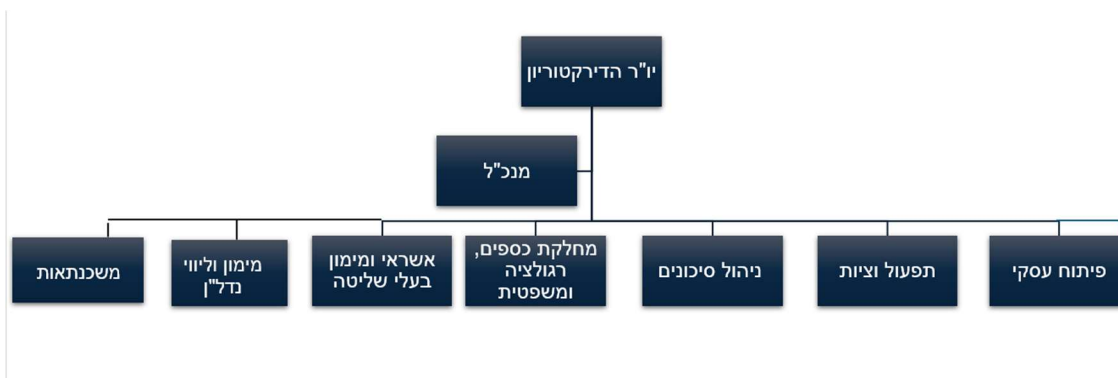 יו"ר הדירקטוריון
מנכ"ל
פיתוח עסקי
תפעול וציות
ניהול סיכונים
מחלקת כספים,
רגולציה
ומשפטית
אשראי ומימון
בעלי שליטה
מימון וליווי
נדל"ן
משכנתאות